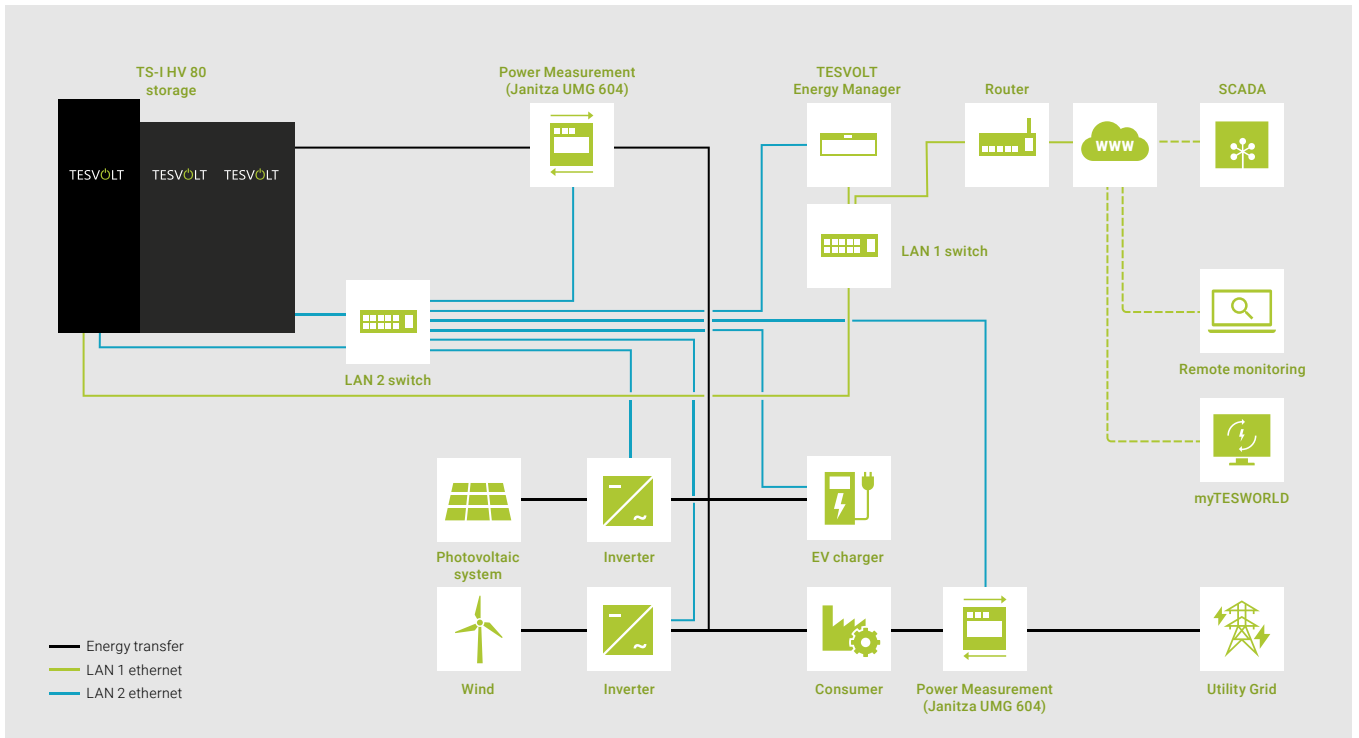 TS-I HV 80
storage
Power Measurement
(Janitza UMG 604)
TESVOLT
Energy Manager
Router
SCADA
WWW
TESVOLT
TESVOLT
TESVOLT
LAN 1 switch
LAN 2 switch
Remote monitoring
myTESWORLD
Photovoltaic
system
Inverter
EV charger
Energy transfer
LAN 1 ethernet
LAN 2 ethernet
Wind
Inverter
Consumer
Power Measurement
(Janitza UMG 604)
Utility Grid